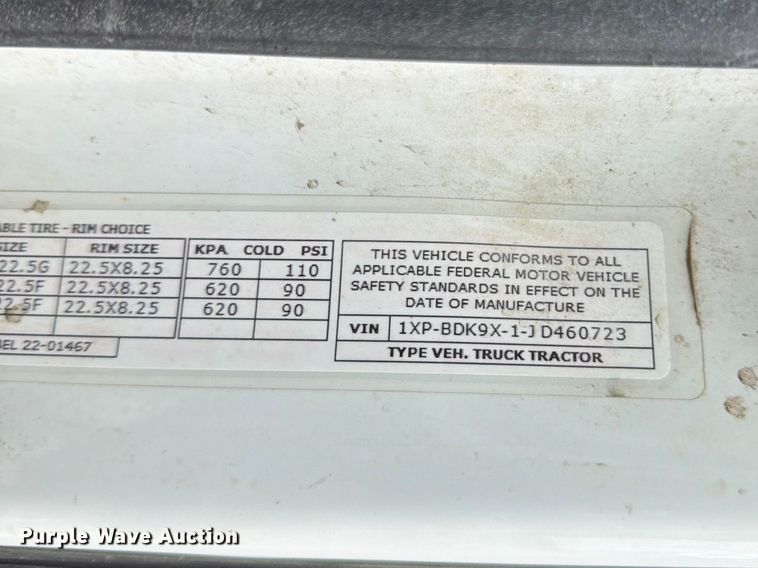 ABLE TIRE - RIM CHOICE
SIZE RIM SIZE KPA COLD PSI
22.5G 22.5X8.25 760 110
22.5F 22.5X8.25 620 90
22.5F 22.5X8.25 620 90
BEL 22-01467
THIS VEHICLE CONFORMS TO ALL
APPLICABLE FEDERAL MOTOR VEHICLE
SAFETY STANDARDS IN EFFECT ON THE
DATE OF MANUFACTURE
VIN 1XP-BDK9X-1-JD460723
TYPE VEH. TRUCK TRACTOR
Purple Wave Auction